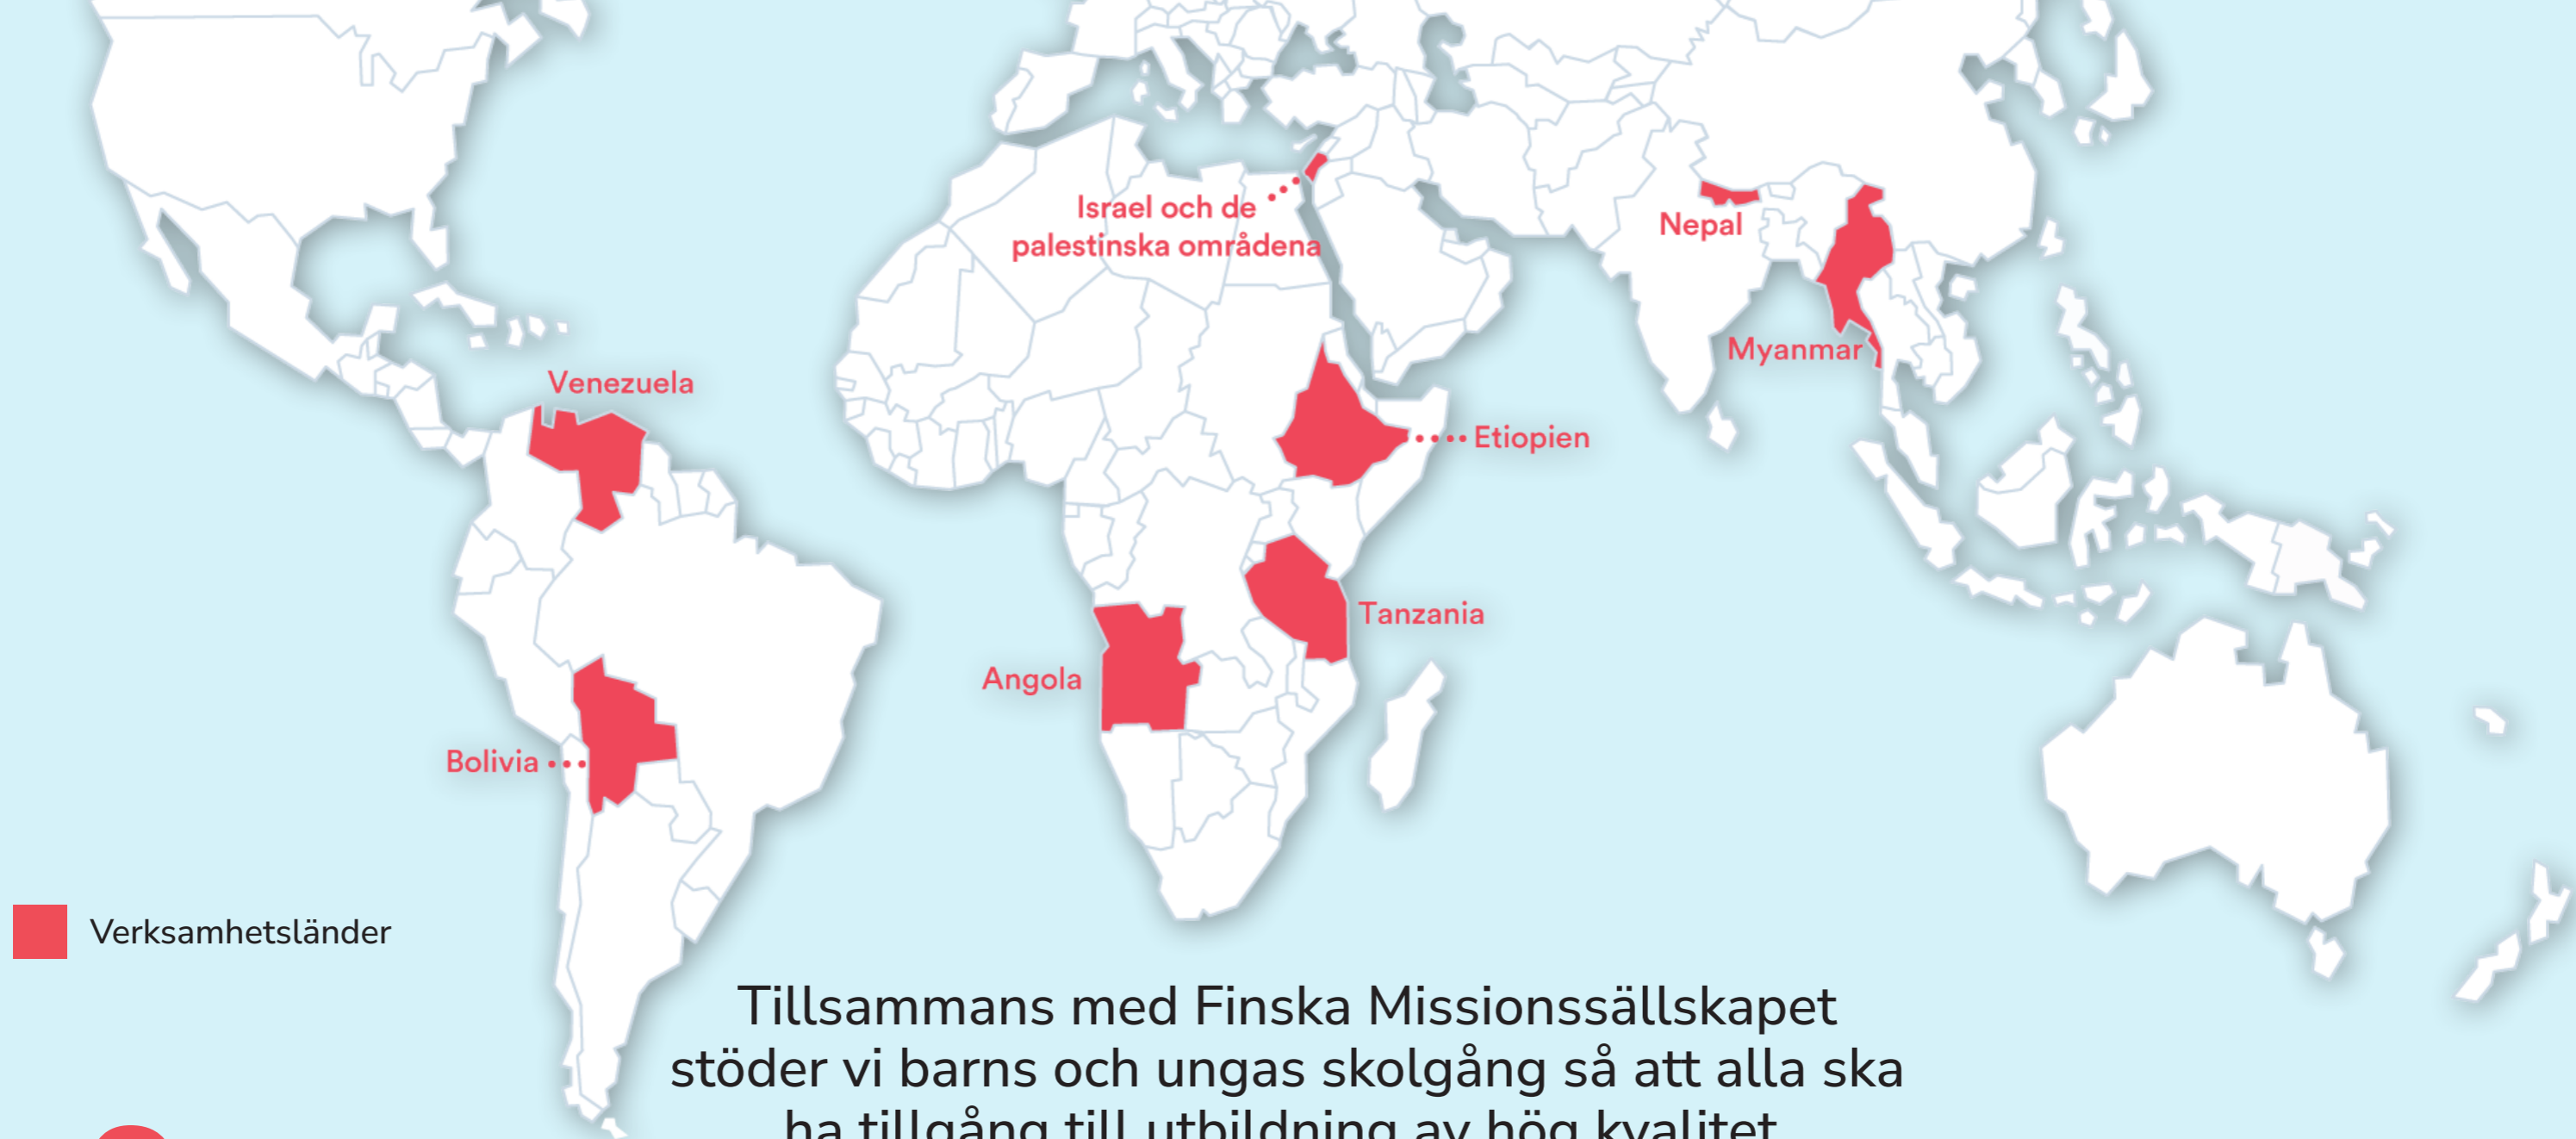 Israel och de
palestinska områdena
Nepal
Myanmar
Venezuela
Etiopien
Tanzania
Angola
Bolivia
Verksamhetsländer
Tillsammans med Finska Missionssällskapet
stöder vi barns och ungas skolgång så att alla ska
ha tillgång till utbildning av hög kvalitet